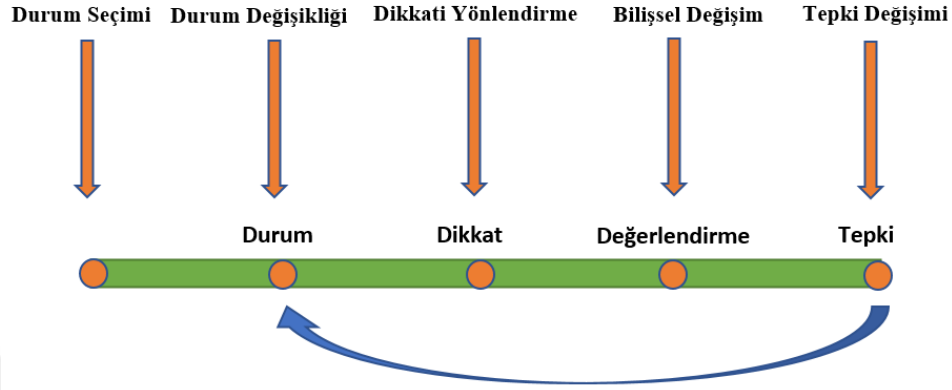 Durum Seçimi Durum Değişikliği Dikkati Yönlendirme Bilişsel Değişim Tepki Değişimi
Durum Dikkat Değerlendirme Tepki